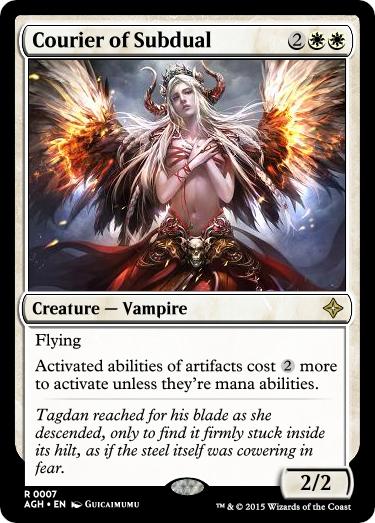 Courier of Subdual 2
Creature — Vampire
Flying
Activated abilities of artifacts cost 2 more
to activate unless they're mana abilities.
Tagdan reached for his blade as she
descended, only to find it firmly stuck inside
its hilt, as if the steel itself was cowering in
fear.
2/2
R 0007
AGH • EN GUICAIMUMU
™ & © 2015 Wizards of the Coast